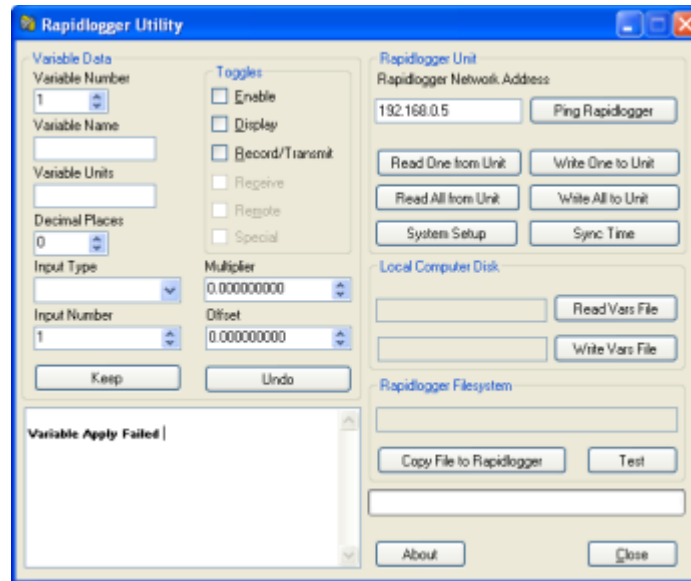 Rapidlogger Utility
Variable Data
Variable Number
1
Variable Name
Variable Units
Decimal Places
0
Input Type
Input Number
1
Toggles
Enable
Display
Record/Transmit
Receive
Remote
Special
Multiplier
0.000000000
Offset
0.000000000
Keep
Undo
Variable Apply Failed
Rapidlogger Unit
Rapidlogger Network Address
192.168.0.5
Ping Rapidlogger
Read One from Unit
Write One to Unit
Read All from Unit
Write All to Unit
System Setup
Sync Time
Local Computer Disk
Read Vars File
Write Vars File
Rapidlogger Filesystem
Copy File to Rapidlogger
Test
About
Close